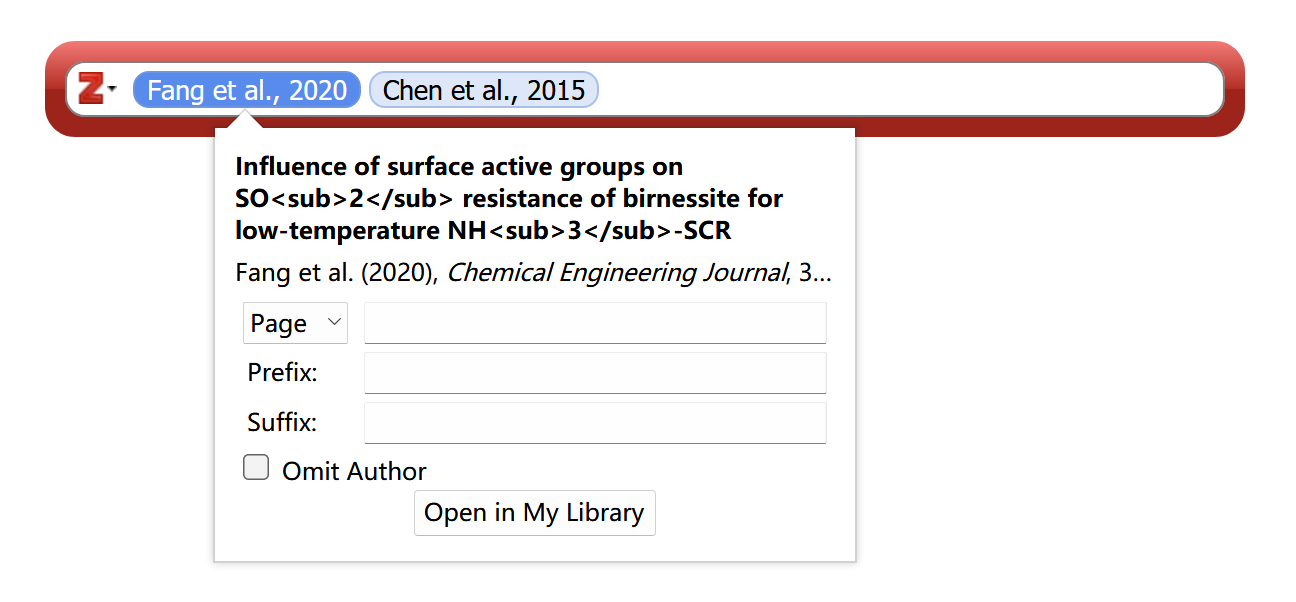 Z Fang et al., 2020 Chen et al., 2015
Influence of surface active groups on
SO<sub>2</sub> resistance of birnessite for
low-temperature NH<sub>3</sub>-SCR
Fang et al. (2020), Chemical Engineering Journal, 3...
Page
Prefix:
Suffix:
Omit Author
Open in My Library